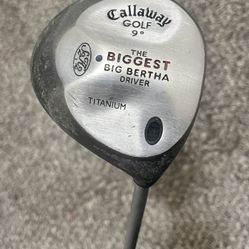 Callaway
GOLF
9°
THE
BIGGEST
BIG BERTHA
DRIVER
TITANIUM